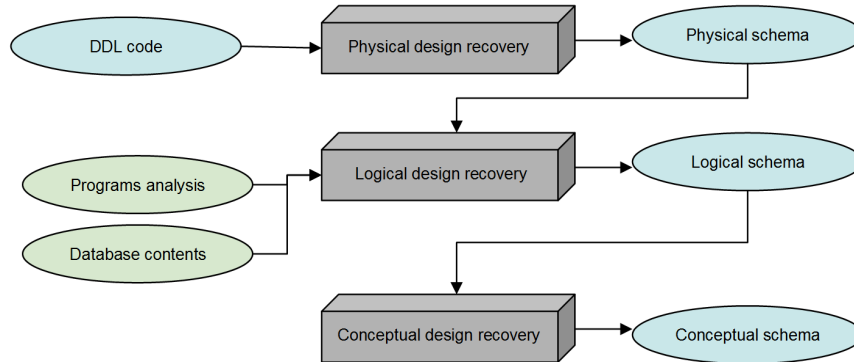 DDL code
Physical design recovery
Physical schema
Programs analysis
Logical design recovery
Logical schema
Database contents
Conceptual design recovery
Conceptual schema